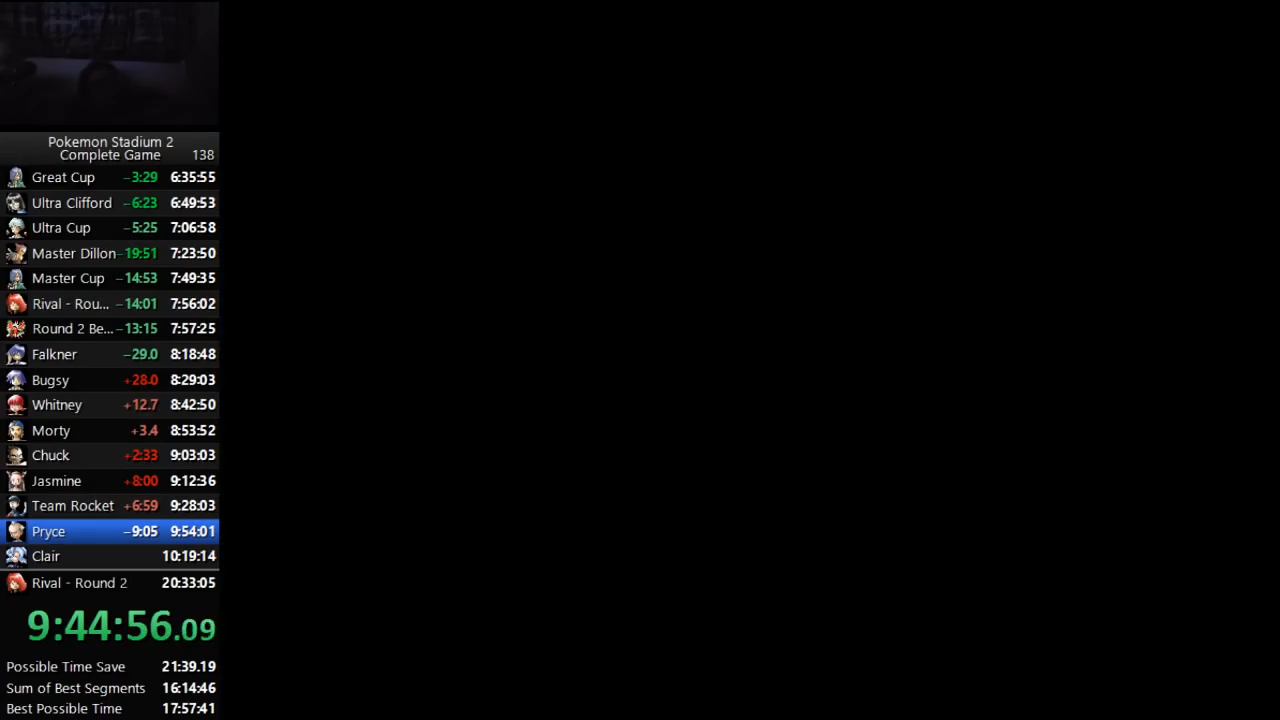 Pokemon Stadium 2
Complete Game 138
Great Cup −3:29 6:35:55
Ultra Clifford −6:23 6:49:53
Ultra Cup −5:25 7:06:58
Master Dillon −19:51 7:23:50
Master Cup −14:53 7:49:35
Rival - Rou... −14:01 7:56:02
Round 2 Be... −13:15 7:57:25
Falkner −29.0 8:18:48
Bugsy +28.0 8:29:03
Whitney +12.7 8:42:50
Morty +3.4 8:53:52
Chuck +2:33 9:03:03
Jasmine +8:00 9:12:36
Team Rocket +6:59 9:28:03
Pryce −9:05 9:54:01
Clair 10:19:14
Rival - Round 2 20:33:05
9:44:56.09
Possible Time Save 21:39.19
Sum of Best Segments 16:14:46
Best Possible Time 17:57:41